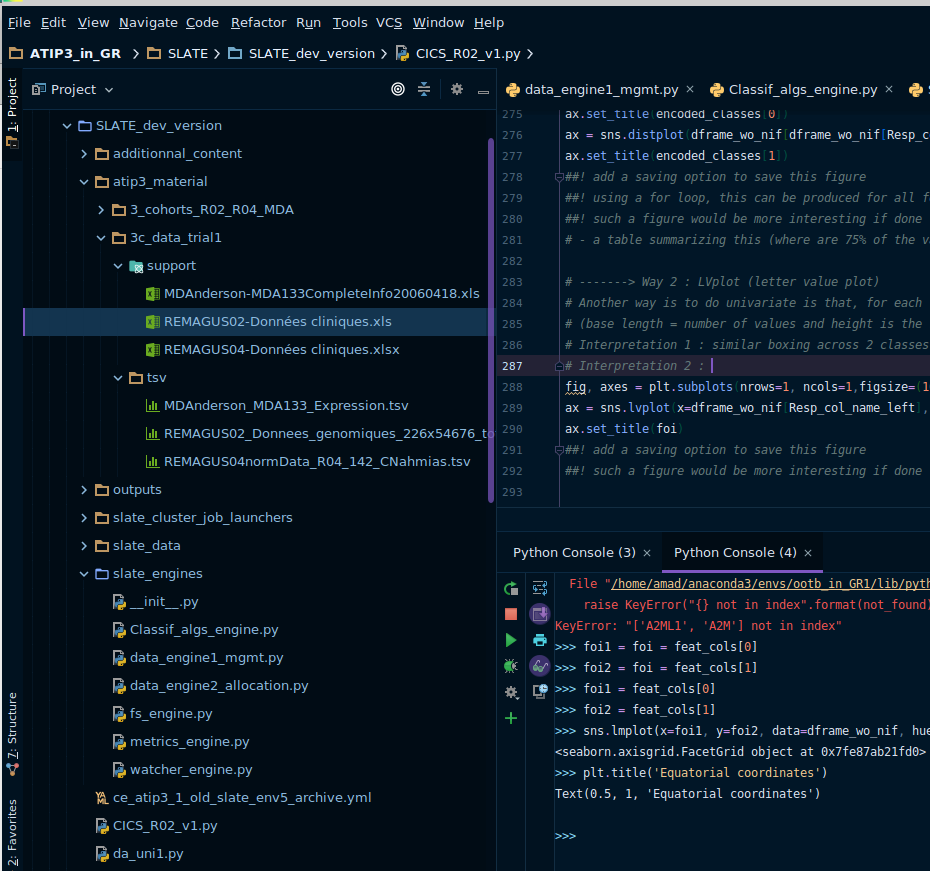 File Edit View Navigate Code Refactor Run Tools VCS Window Help
ATIP3_in_GR SLATE SLATE_dev_version CICS_R02_v1.py
1: Project
7: Structure
2: Favorites
Project
SLATE_dev_version
additionnal_content
atip3_material
3_cohorts_R02_R04_MDA
3c_data_trial1
support
MDAnderson-MDA133CompleteInfo20060418.xls
REMAGUS02-Données cliniques.xls
REMAGUS04-Données cliniques.xlsx
tsv
MDAnderson_MDA133_Expression.tsv
REMAGUS02_Donnees_genomiques_226x54676_to
REMAGUS04normData_R04_142_CNahmias.tsv
outputs
slate_cluster_job_launchers
slate_data
slate_engines
__init__.py
Classif_algs_engine.py
data_engine1_mgmt.py
data_engine2_allocation.py
fs_engine.py
metrics_engine.py
watcher_engine.py
ce_atip3_1_old_slate_env5_archive.yml
CICS_R02_v1.py
da_uni1.py
data_engine1_mgmt.py Classif_algs_engine.py
275 ax.set_title(encoded_classes[0])
276 ax = sns.distplot(dframe_wo_nif[dframe_wo_nif[Resp_c
277 ax.set_title(encoded_classes[1])
278 ##! add a saving option to save this figure
279 ##! using a for loop, this can be produced for all f
280 ##! such a figure would be more interesting if done
281 # - a table summarizing this (where are 75% of the v
282
283 # -------> Way 2 : LVplot (letter value plot)
284 # Another way is to do univariate is that, for each
285 # (base length = number of values and height is the
286 # Interpretation 1 : similar boxing across 2 classes
287 # Interpretation 2 :
288 fig, axes = plt.subplots(nrows=1, ncols=1,figsize=(1
289 ax = sns.lvplot(x=dframe_wo_nif[Resp_col_name_left],
290 ax.set_title(foi)
291 ##! add a saving option to save this figure
292 ##! such a figure would be more interesting if done
293
Python Console (3) Python Console (4)
File "/home/amad/anaconda3/envs/ootb_in_GR1/lib/pyth
raise KeyError("{} not in index".format(not_found)
KeyError: "['A2ML1', 'A2M'] not in index"
>>> foi1 = foi = feat_cols[0]
>>> foi2 = foi = feat_cols[1]
>>> foi1 = feat_cols[0]
>>> foi2 = feat_cols[1]
>>> sns.lmplot(x=foi1, y=foi2, data=dframe_wo_nif, hue
<seaborn.axisgrid.FacetGrid object at 0x7fe87ab21fd0>
>>> plt.title('Equatorial coordinates')
Text(0.5, 1, 'Equatorial coordinates')
>>>